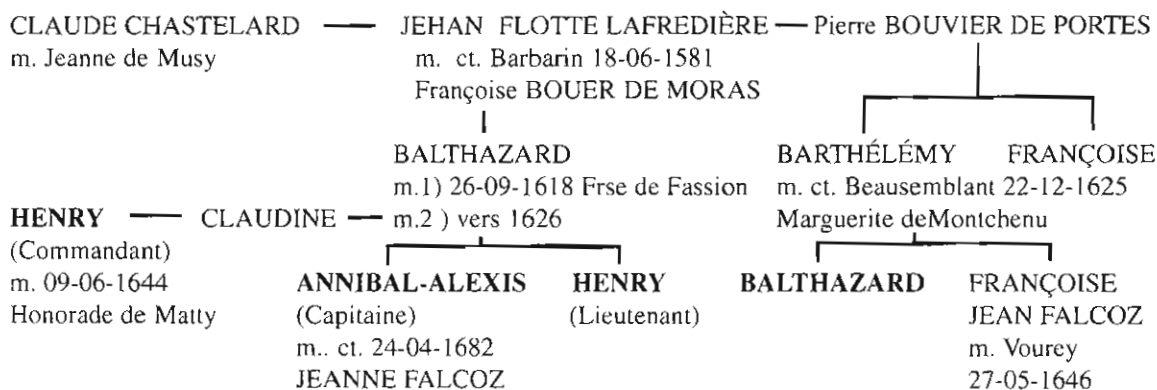 CLAUDE CHASTELARD — JEHAN FLOTTE LAFREDIÈRE — Pierre BOUVIER DE PORTES
m. Jeanne de Musy m. ct. Barbarin 18-06-1581
Françoise BOUER DE MORAS
BALTHAZARD BARTHÉLÉMY FRANÇOISE
m.1) 26-09-1618 Frse de Fassion m. ct. Beausemblant 22-12-1625
HENRY — CLAUDINE — m.2 ) vers 1626 Marguerite deMontchenu
(Commandant)
m. 09-06-1644 ANNIBAL-ALEXIS HENRY BALTHAZARD FRANÇOISE
Honorade de Matty (Capitaine) (Lieutenant) JEAN FALCOZ
m.. ct. 24-04-1682 m. Vourey
JEANNE FALCOZ 27-05-1646